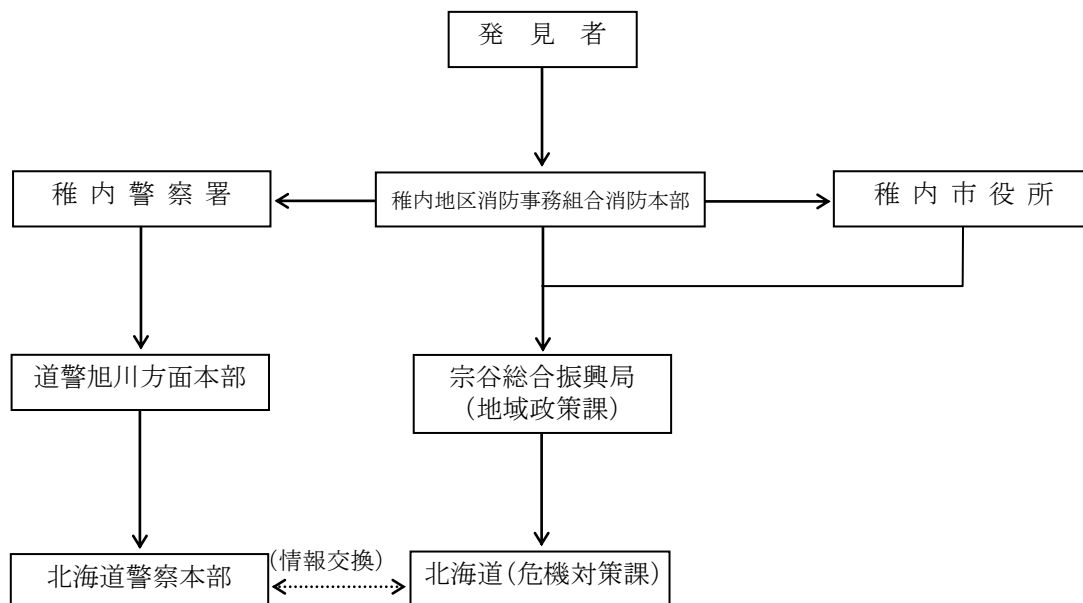 発 見 者
稚 内 警 察 署
稚内地区消防事務組合消防本部
稚 内 市 役 所
道警旭川方面本部
宗谷総合振興局
(地域政策課)
北海道警察本部
(情報交換)
北海道(危機対策課)